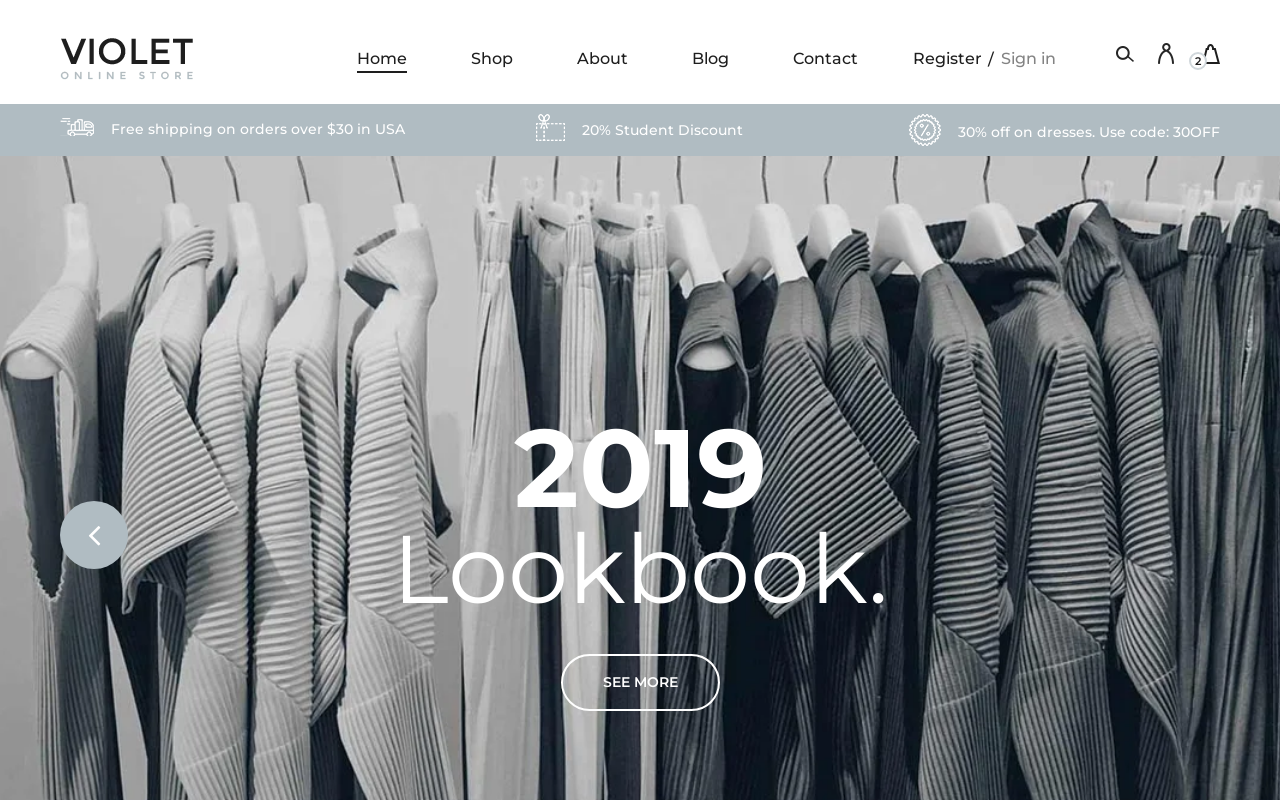 VIOLET
ONLINE STORE
Home
Shop
About
Blog
Contact
Register / Sign in
2
Free shipping on orders over $30 in USA
20% Student Discount
30% off on dresses. Use code: 30OFF
2019
Lookbook.
SEE MORE